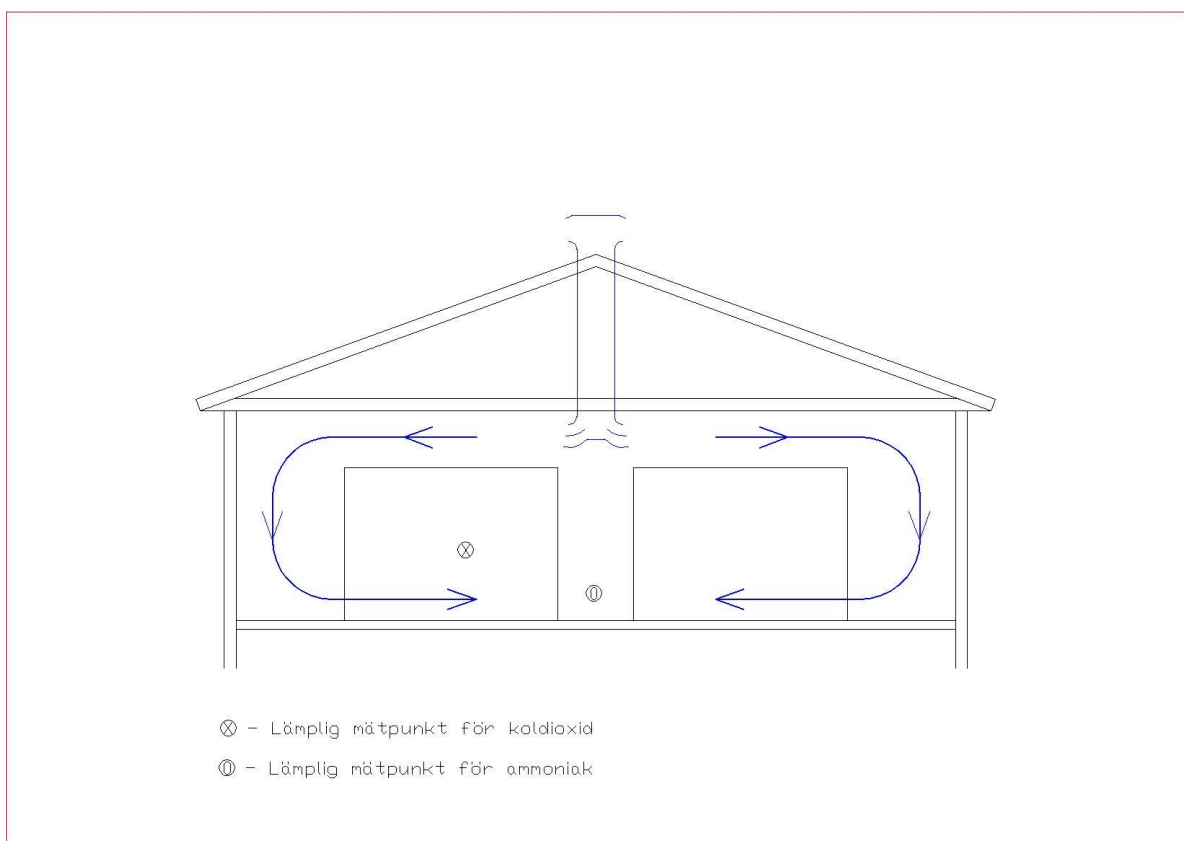 ⊗ - Lämplig mätpunkt för koldioxid
⓪ - Lämplig mätpunkt för ammoniak